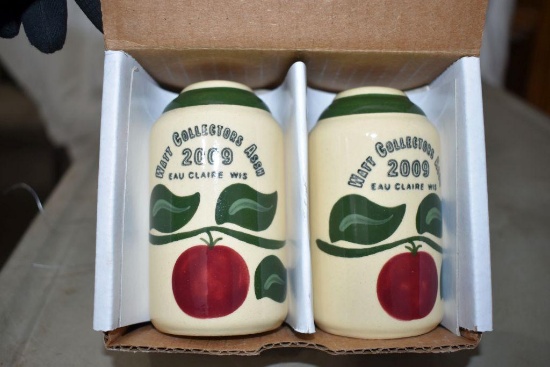 Watt Collectors Assn
2009
EAU CLAIRE WIS
Watt Collectors
2009
EAU CLAIRE WIS